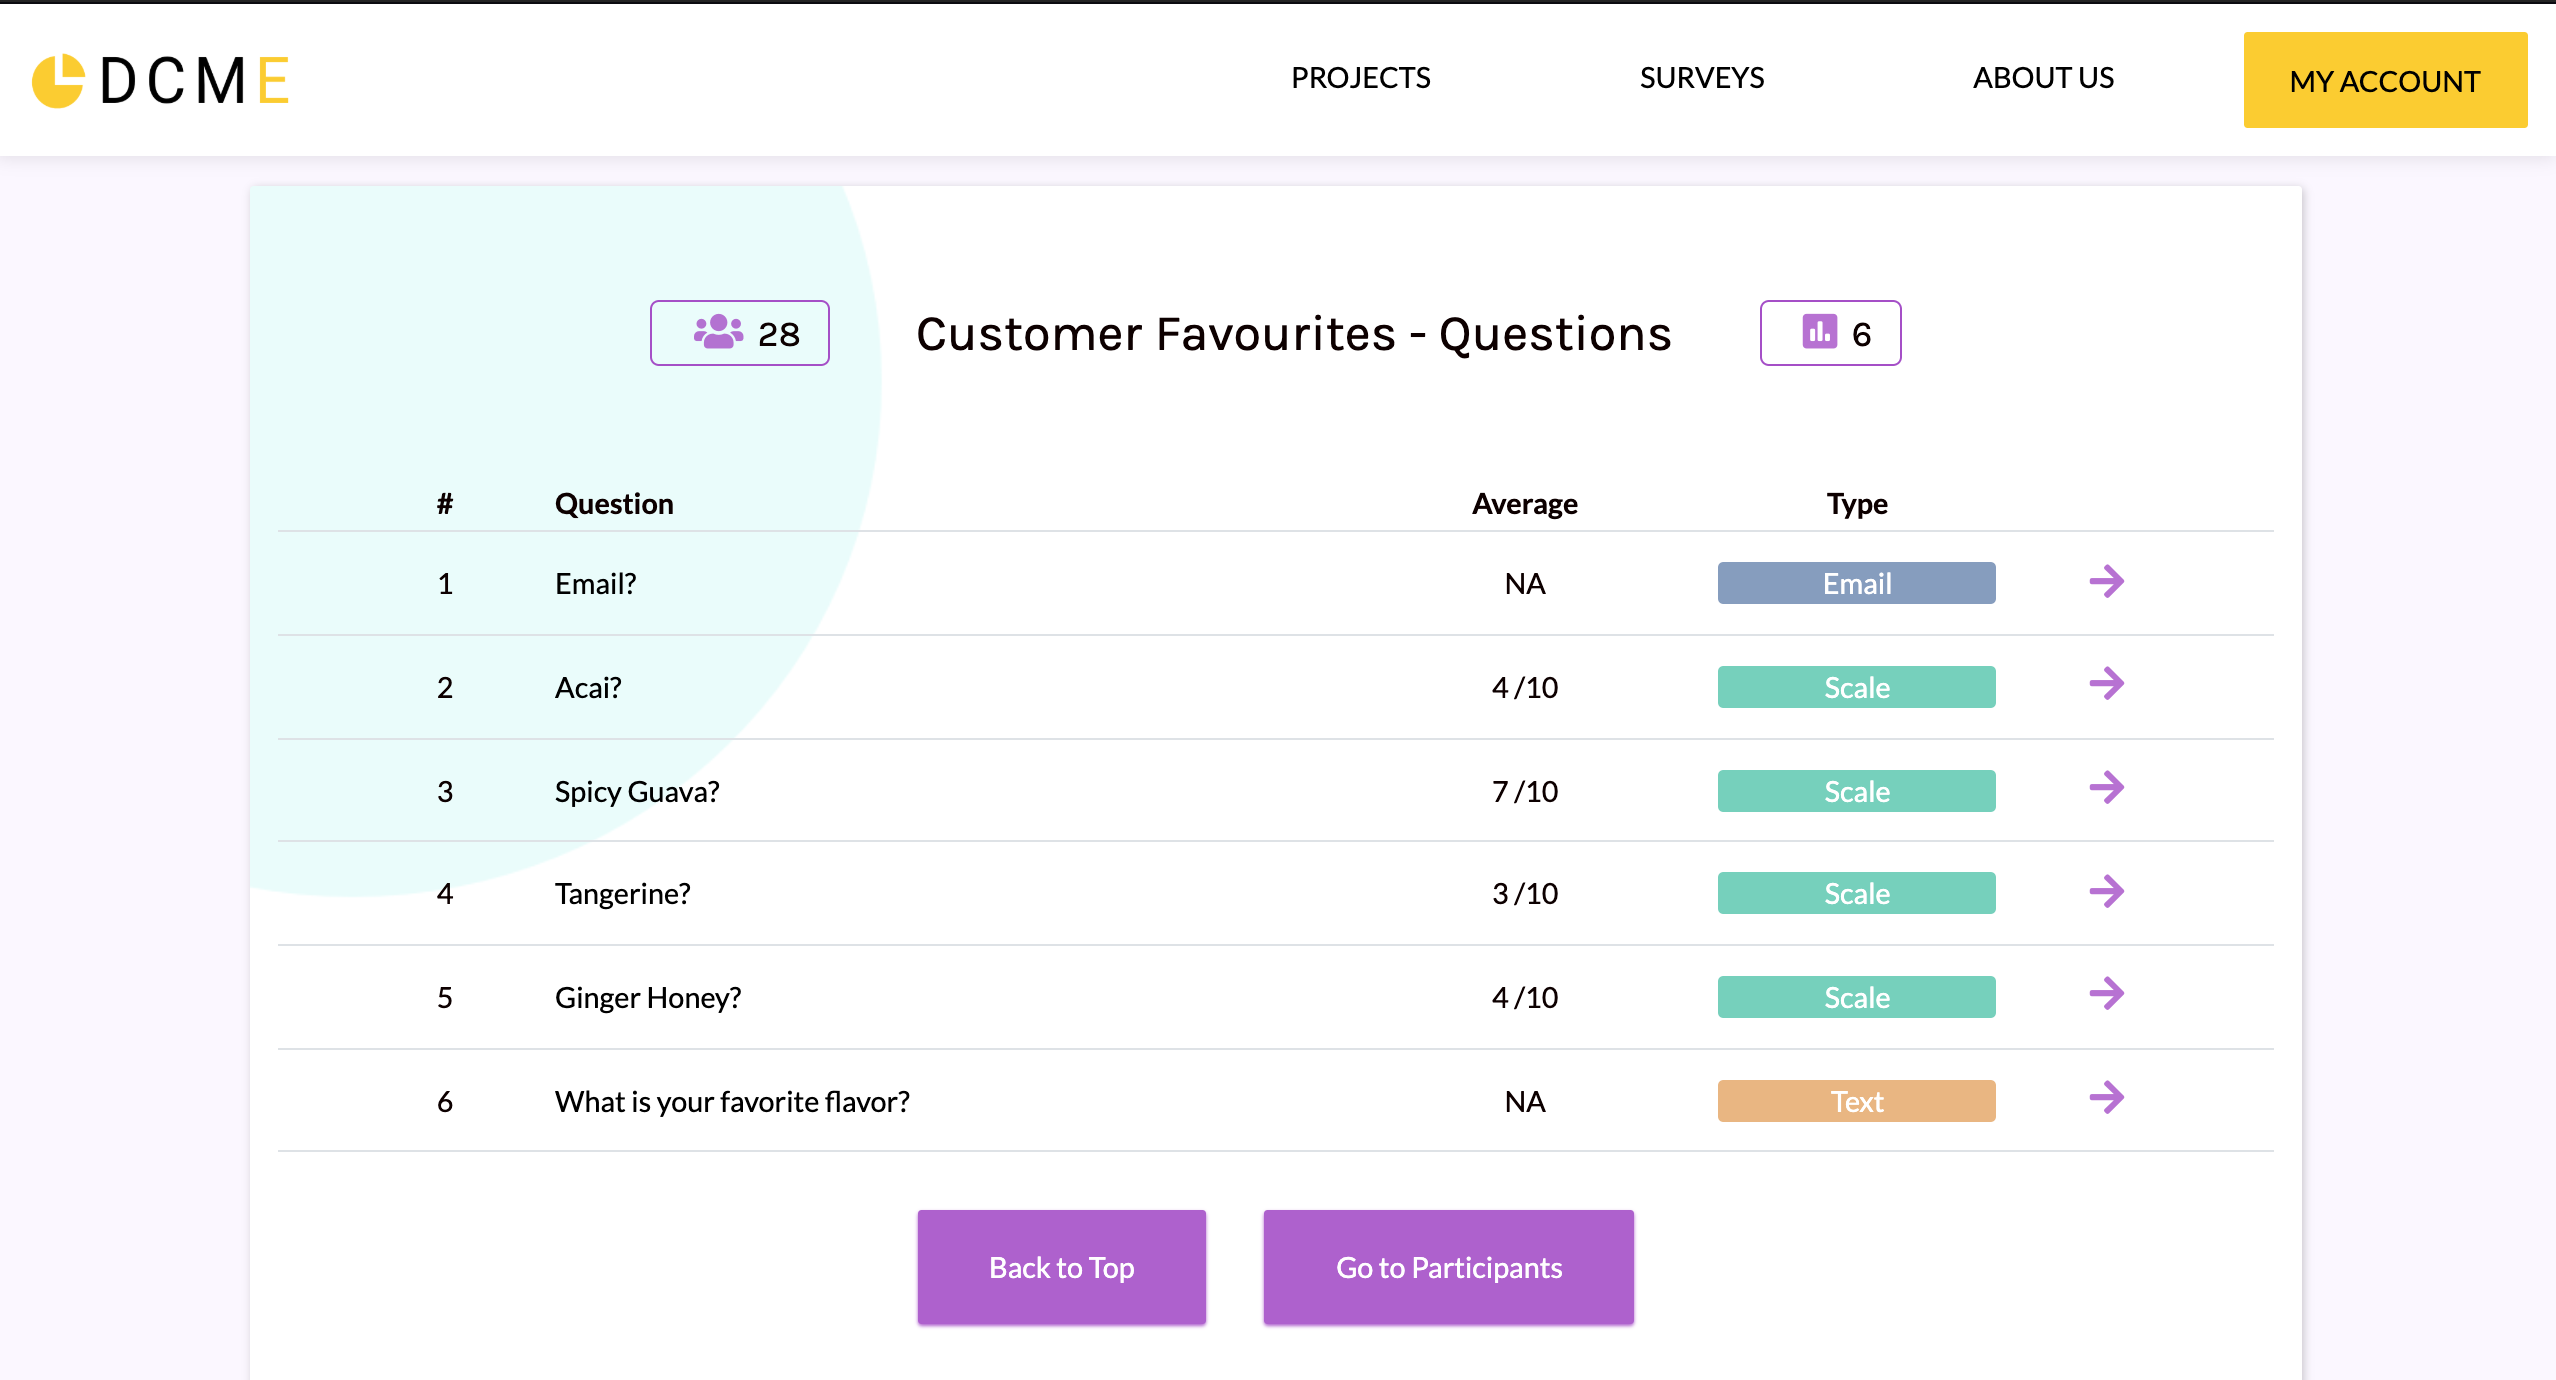 DCME PROJECTS SURVEYS ABOUT US MY ACCOUNT
28 Customer Favourites - Questions 6
# Question Average Type
1 Email? NA Email
2 Acai? 4 /10 Scale
3 Spicy Guava? 7 /10 Scale
4 Tangerine? 3 /10 Scale
5 Ginger Honey? 4 /10 Scale
6 What is your favorite flavor? NA Text
Back to Top Go to Participants